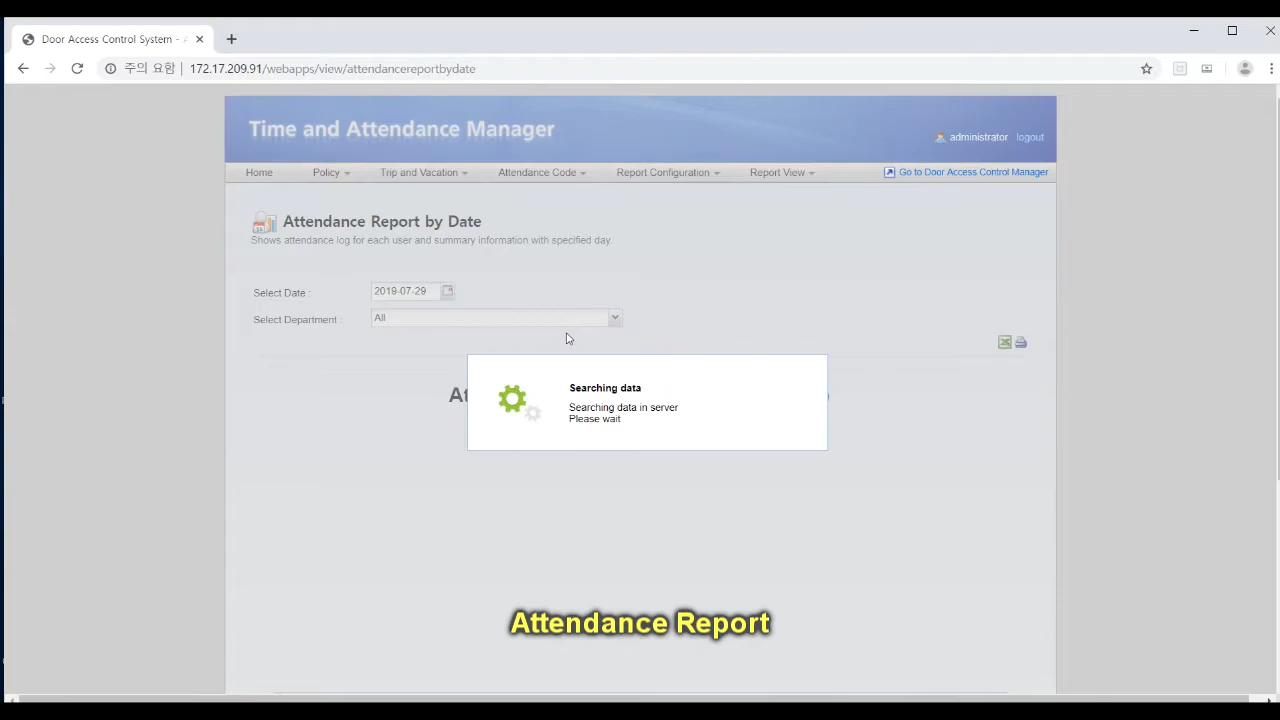 Door Access Control System -
주의 요함 172.17.209.91/webapps/view/attendancereportbydate
Time and Attendance Manager
administrator logout
Home Policy Trip and Vacation Attendance Code Report Configuration Report View Go to Door Access Control Manager
Attendance Report by Date
Shows attendance log for each user and summary information with specified day.
Select Date : 2019-07-29
Select Department : All
Searching data
Searching data in server
Please wait
Attendance Report